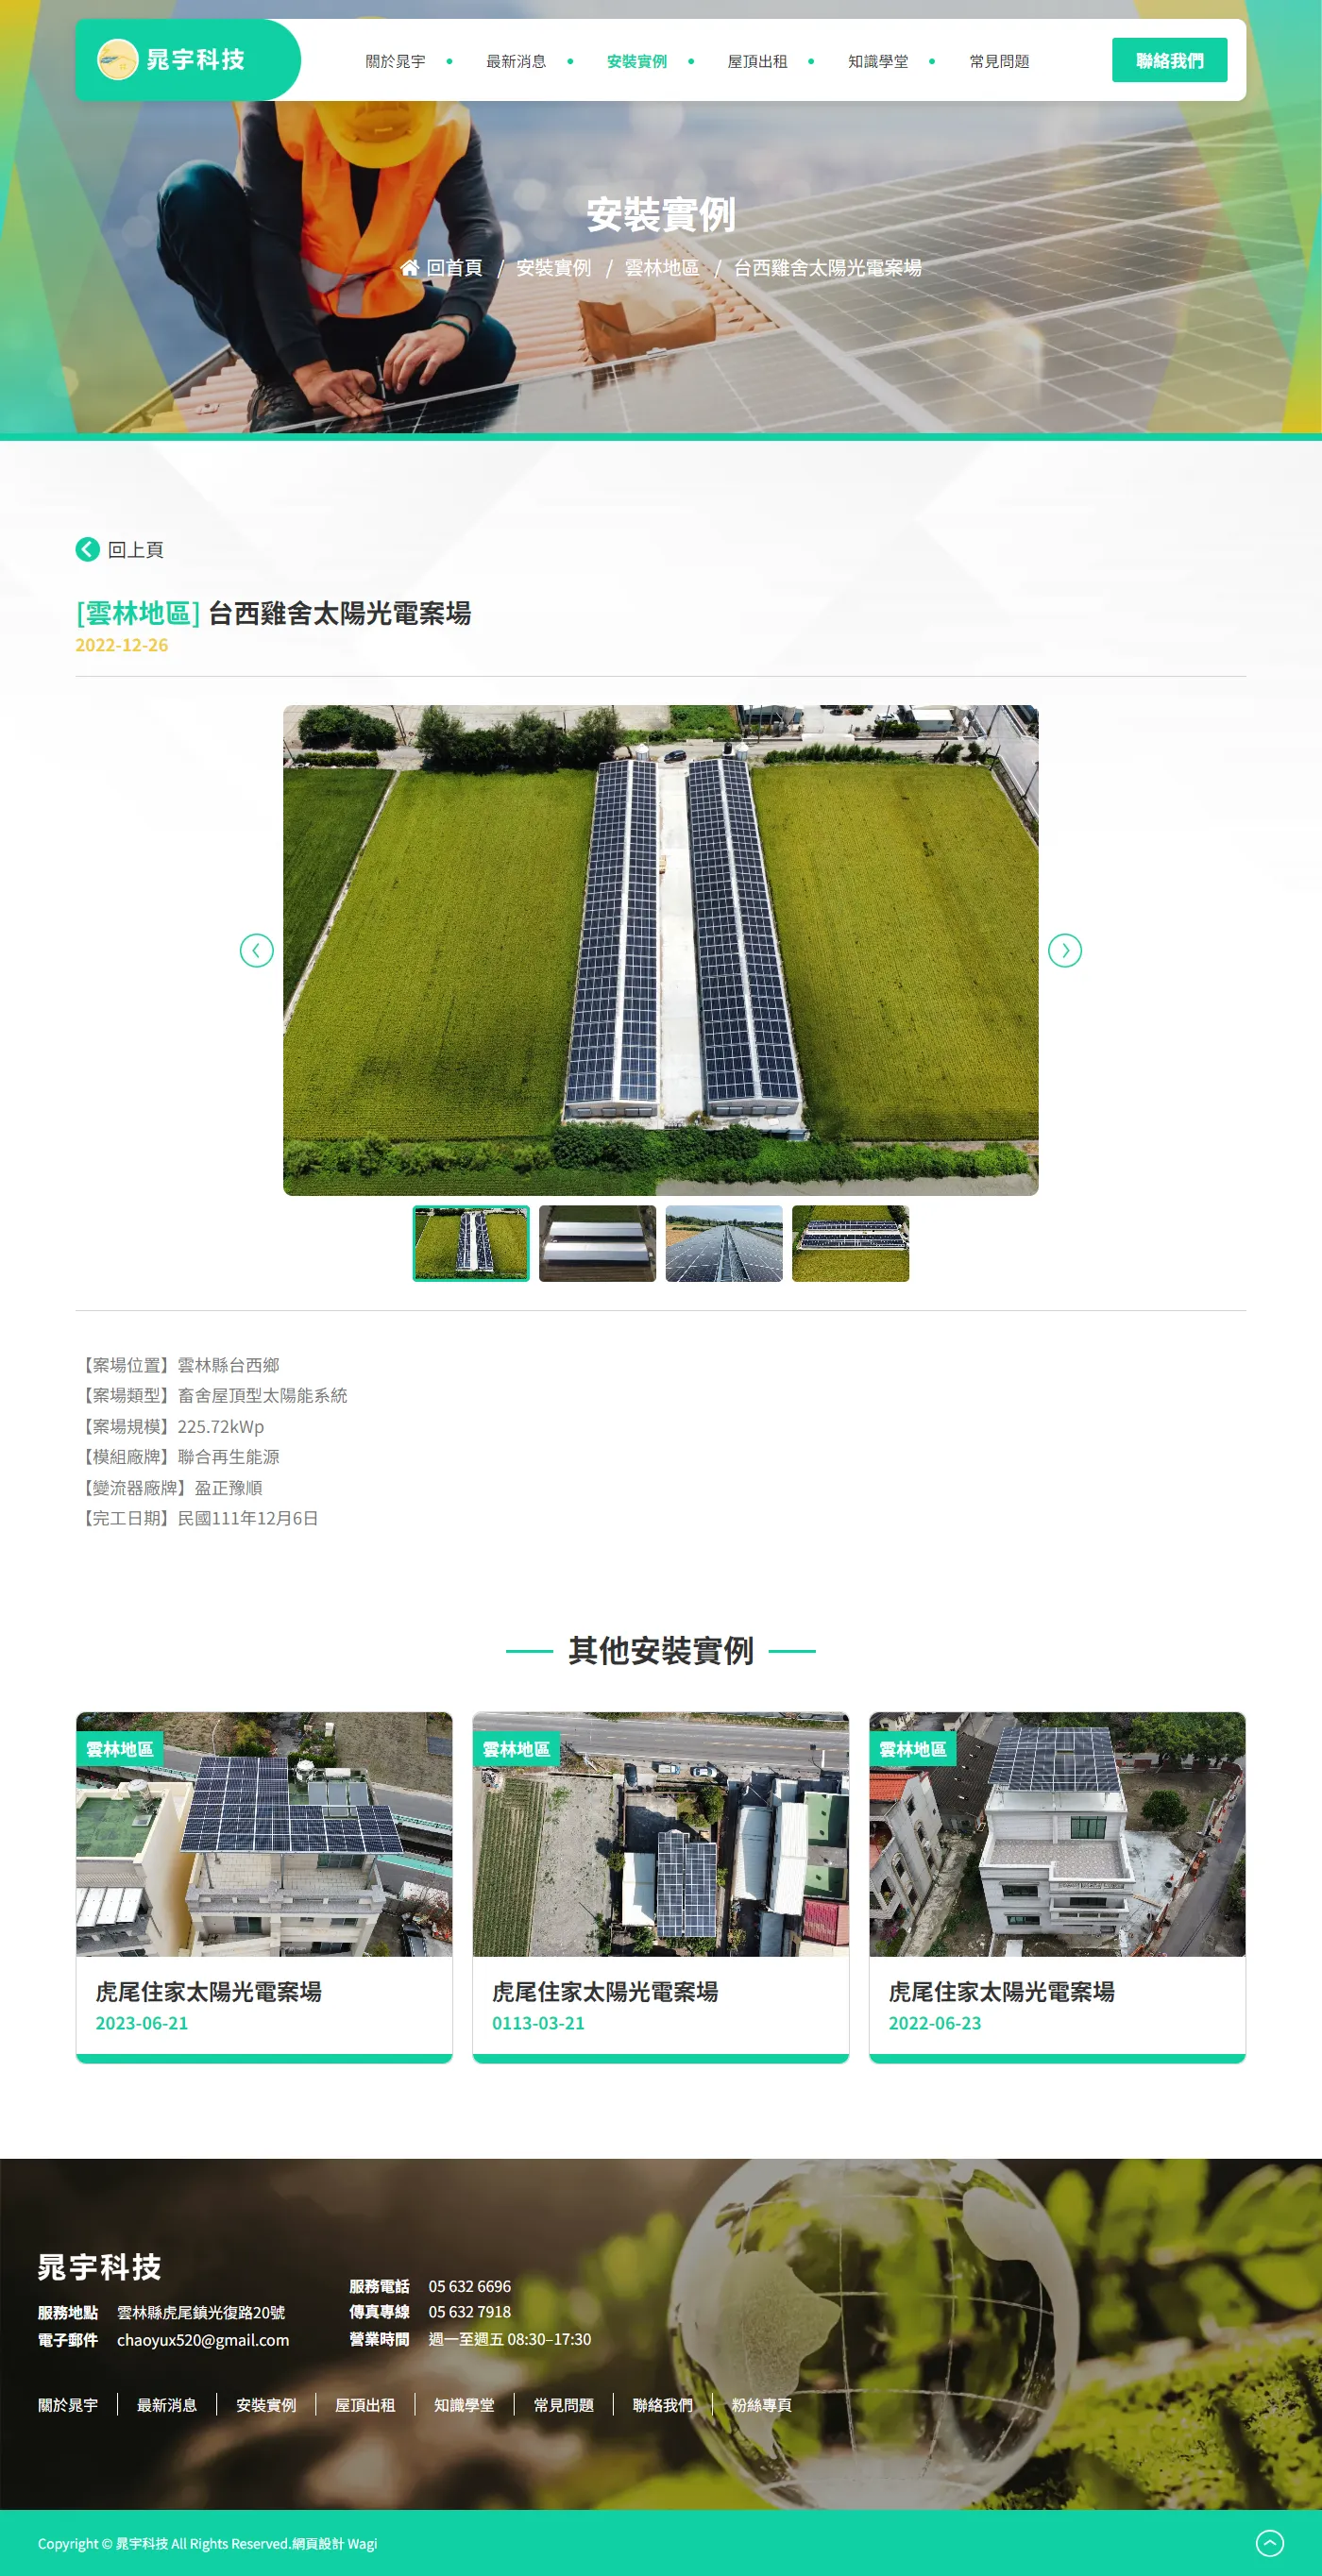 晁宇科技
關於晁宇
最新消息
安裝實例
屋頂出租
知識學堂
常見問題
聯絡我們
安裝實例
回首頁 / 安裝實例 / 雲林地區 / 台西雞舍太陽光電案場
回上頁
[雲林地區] 台西雞舍太陽光電案場
2022-12-26
【案場位置】雲林縣台西鄉
【案場類型】畜舍屋頂型太陽能系統
【案場規模】225.72kWp
【模組廠牌】聯合再生能源
【變流器廠牌】盈正豫順
【完工日期】民國111年12月6日
其他安裝實例
雲林地區
虎尾住家太陽光電案場
2023-06-21
雲林地區
虎尾住家太陽光電案場
0113-03-21
雲林地區
虎尾住家太陽光電案場
2022-06-23
晁宇科技
服務地點 雲林縣虎尾鎮光復路20號
電子郵件 chaoyux520@gmail.com
服務電話 05 632 6696
傳真專線 05 632 7918
營業時間 週一至週五 08:30–17:30
關於晁宇
最新消息
安裝實例
屋頂出租
知識學堂
常見問題
聯絡我們
粉絲專頁
Copyright © 晁宇科技 All Rights Reserved.網頁設計 Wagi